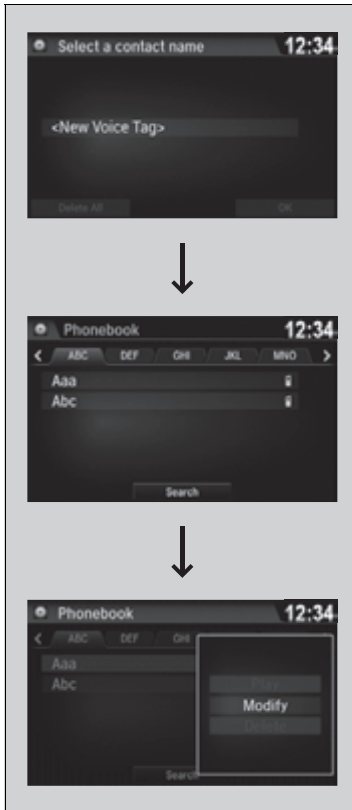 Select a contact name 12:34
<New Voice Tag>
Delete All OK
Phonebook 12:34
ABC DEF GHI JKL MNO
Aaa
Abc
Search
Phonebook 12:34
ABC DEF GHI
Aaa
Abc
Play
Modify
Delete
Search